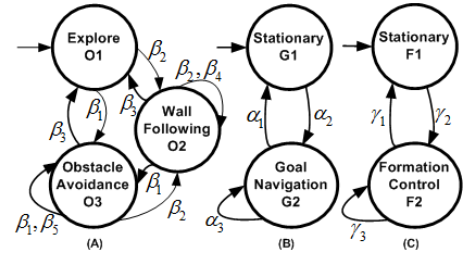 Explore
O1
β₂
β₂, β₄
β₁
β₃
β₃
Wall
Following
O2
Obstacle
Avoidance
O3
β₁
β₂
β₁, β₅
(A)
Stationary
G1
α₁
α₂
Goal
Navigation
G2
α₃
(B)
Stationary
F1
γ₁
γ₂
Formation
Control
F2
γ₃
(C)